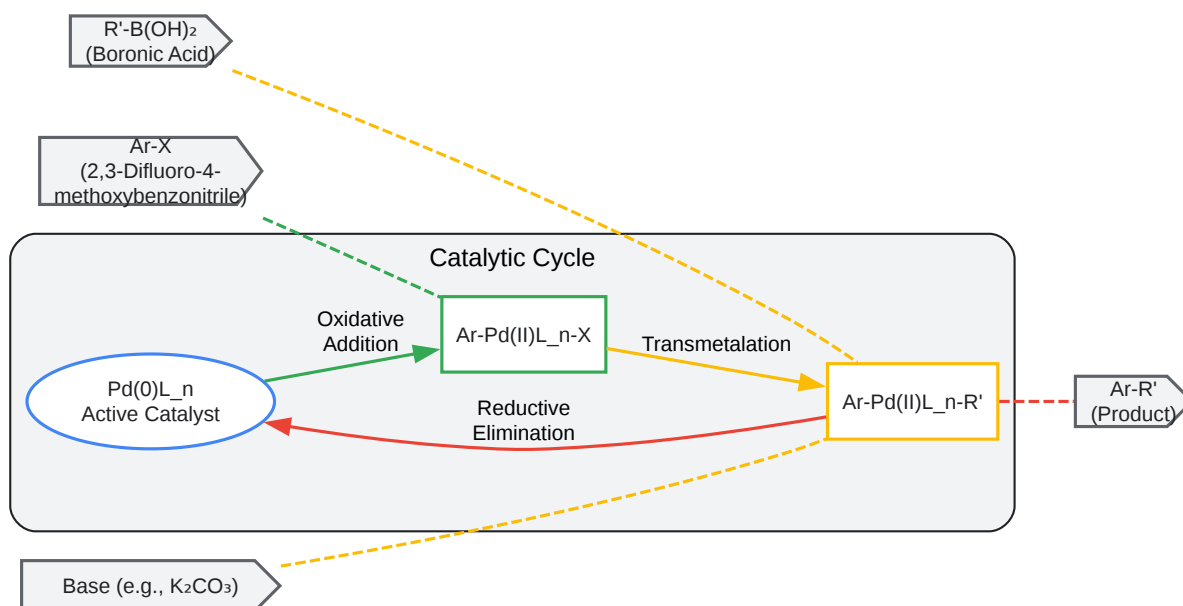 R'-B(OH)₂
(Boronic Acid)
Ar-X
(2,3-Difluoro-4-
methoxybenzonitrile)
Catalytic Cycle
Oxidative
Addition
Ar-Pd(II)L_n-X
Transmetalation
Pd(0)L_n
Active Catalyst
Reductive
Elimination
Ar-Pd(II)L_n-R'
Ar-R'
(Product)
Base (e.g., K₂CO₃)